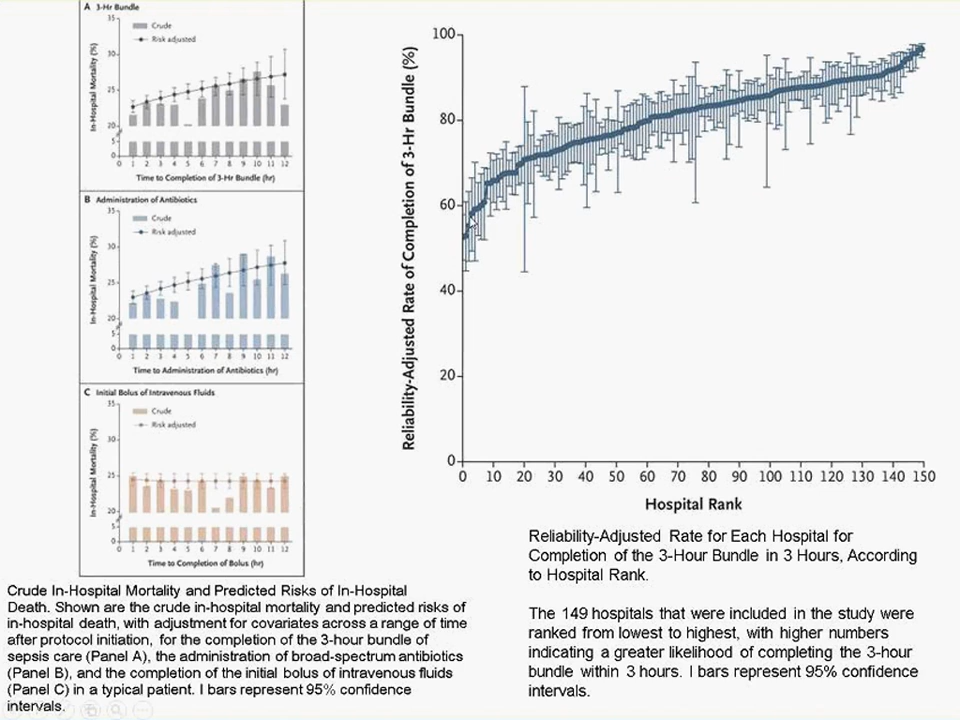 A 3-Hr Bundle
In-Hospital Mortality (%)
35
30
25
20
5
0
Crude
Risk adjusted
1 2 3 4 5 6 7 8 9 10 11 12
Time to Completion of 3-Hr Bundle (hr)
B Administration of Antibiotics
In-Hospital Mortality (%)
35
30
25
20
5
0
Crude
Risk adjusted
0 1 2 3 4 5 6 7 8 9 10 11 12
Time to Administration of Antibiotics (hr)
C Initial Bolus of Intravenous Fluids
In-Hospital Mortality (%)
35
30
25
20
5
0
Crude
Risk adjusted
0 1 2 3 4 5 6 7 8 9 10 11 12
Time to Completion of Bolus (hr)
Crude In-Hospital Mortality and Predicted Risks of In-Hospital
Death. Shown are the crude in-hospital mortality and predicted risks of
in-hospital death, with adjustment for covariates across a range of time
after protocol initiation, for the completion of the 3-hour bundle of
sepsis care (Panel A), the administration of broad-spectrum antibiotics
(Panel B), and the completion of the initial bolus of intravenous fluids
(Panel C) in a typical patient. I bars represent 95% confidence
intervals.
Reliability-Adjusted Rate of Completion of 3-Hr Bundle (%)
100
80
60
40
20
0
0 10 20 30 40 50 60 70 80 90 100 110 120 130 140 150
Hospital Rank
Reliability-Adjusted Rate for Each Hospital for
Completion of the 3-Hour Bundle in 3 Hours, According
to Hospital Rank.
The 149 hospitals that were included in the study were
ranked from lowest to highest, with higher numbers
indicating a greater likelihood of completing the 3-hour
bundle within 3 hours. I bars represent 95% confidence
intervals.